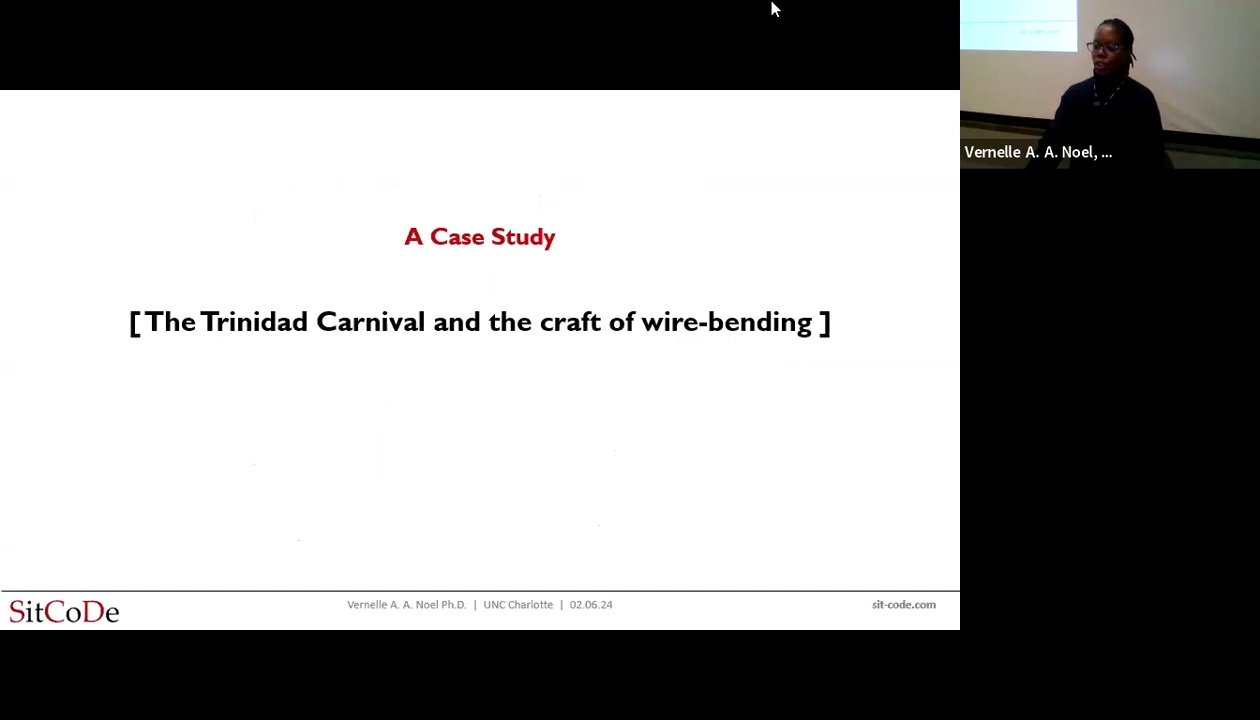 A Case Study
[ The Trinidad Carnival and the craft of wire-bending ]
SitCoDe
Vernelle A. A. Noel Ph.D. | UNC Charlotte | 02.06.24
sit-code.com
Vernelle A. A. Noel, ...